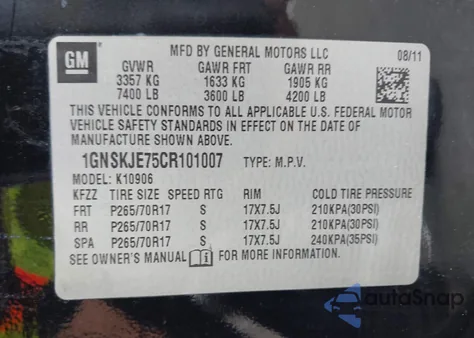 GM
MFD BY GENERAL MOTORS LLC 08/11
GVWR GAWR FRT GAWR RR
3357 KG 1633 KG 1905 KG
7400 LB 3600 LB 4200 LB
THIS VEHICLE CONFORMS TO ALL APPLICABLE U.S. FEDERAL MOTOR
VEHICLE SAFETY STANDARDS IN EFFECT ON THE DATE OF
MANUFACTURE SHOWN ABOVE.
1GNSKJE75CR101007 TYPE: M.P.V.
MODEL: K10906
KFZZ TIRE SIZE SPEED RTG RIM COLD TIRE PRESSURE
FRT P265/70R17 S 17X7.5J 210KPA(30PSI)
RR P265/70R17 S 17X7.5J 210KPA(30PSI)
SPA P265/70R17 S 17X7.5J 240KPA(35PSI)
SEE OWNER'S MANUAL i FOR MORE INFORMATION.
autoSnap